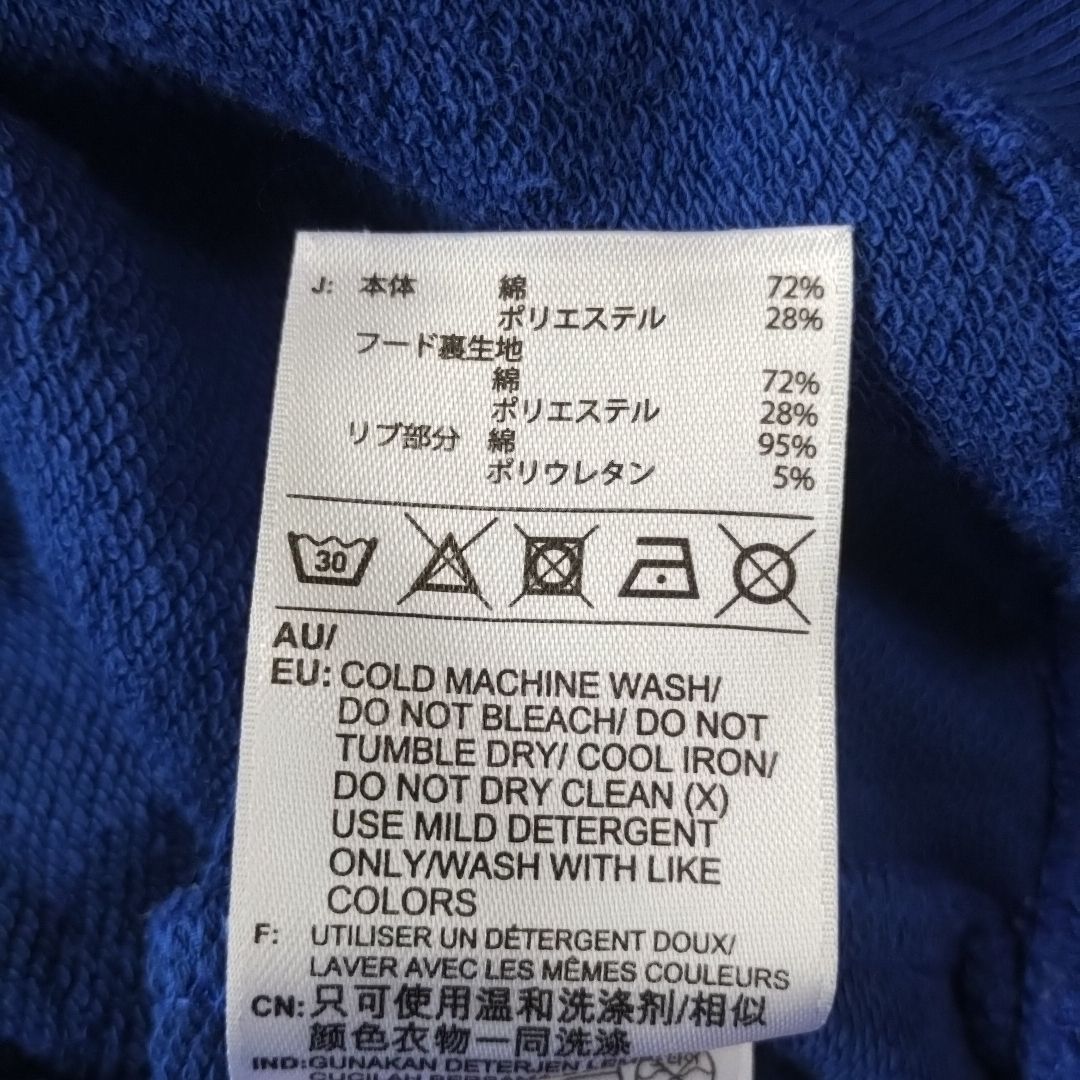 J: 本体 綿 72%
ポリエステル 28%
フード裏生地
綿 72%
ポリエステル 28%
リブ部分 綿 95%
ポリウレタン 5%
30
AU/
EU: COLD MACHINE WASH/
DO NOT BLEACH/ DO NOT
TUMBLE DRY/ COOL IRON/
DO NOT DRY CLEAN (X)
USE MILD DETERGENT
ONLY/WASH WITH LIKE
COLORS
F: UTILISER UN DÉTERGENT DOUX/
LAVER AVEC LES MÊMES COULEURS
CN: 只可使用温和洗涤剂/相似
颜色衣物一同洗涤
IND: GUNAKAN DETERJEN